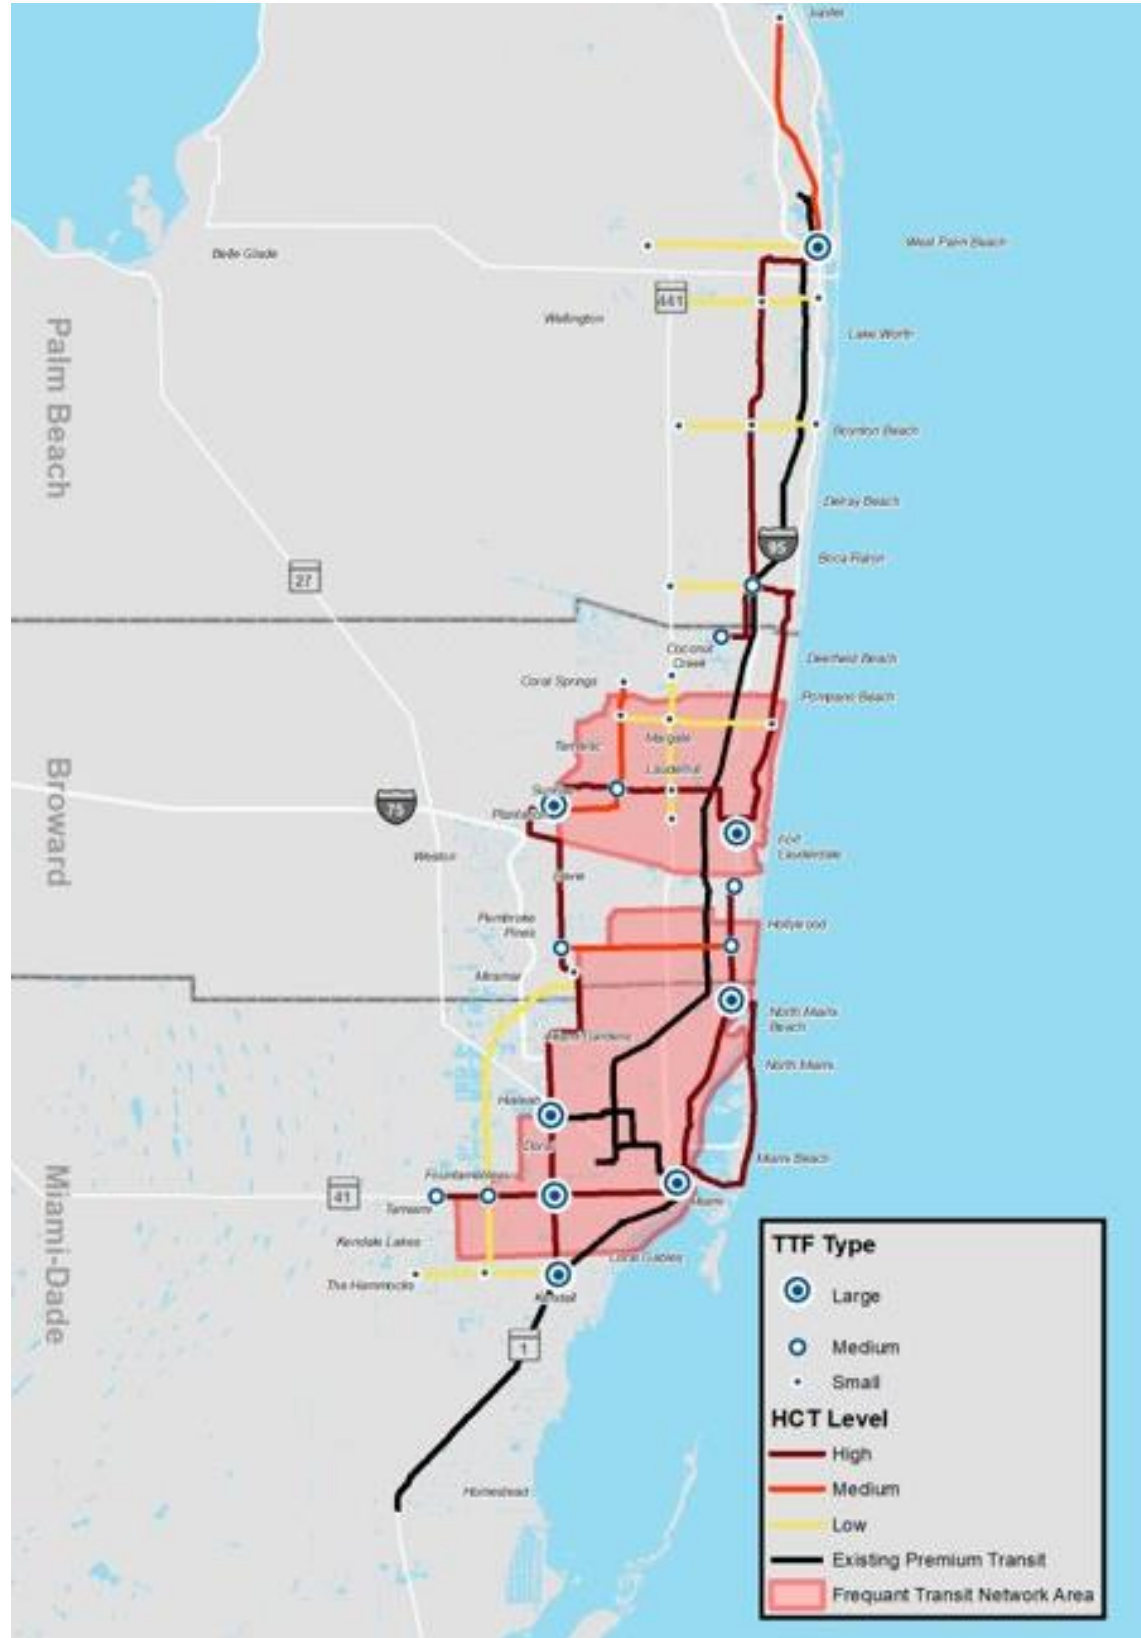 Jupiter
West Palm Beach
Belle Glade
441
Wellington
Lake Worth
Palm Beach
Boynton Beach
Delray Beach
95
Boca Raton
27
Coconut
Creek
Deerfield Beach
Coral Springs
Pompano Beach
Tamarac
Margate
Lauderhill
Sunrise
Plantation
75
Broward
Fort
Lauderdale
Weston
Davie
Pembroke
Pines
Hollywood
Miramar
North Miami
Beach
Miami Gardens
North Miami
Hialeah
Doral
Miami Beach
Fountainbleau
41
Tamiami
Miami
Kendale Lakes
Coral Gables
The Hammocks
Kendall
Miami-Dade
1
Homestead
TTF Type
Large
Medium
Small
HCT Level
High
Medium
Low
Existing Premium Transit
Frequant Transit Network Area